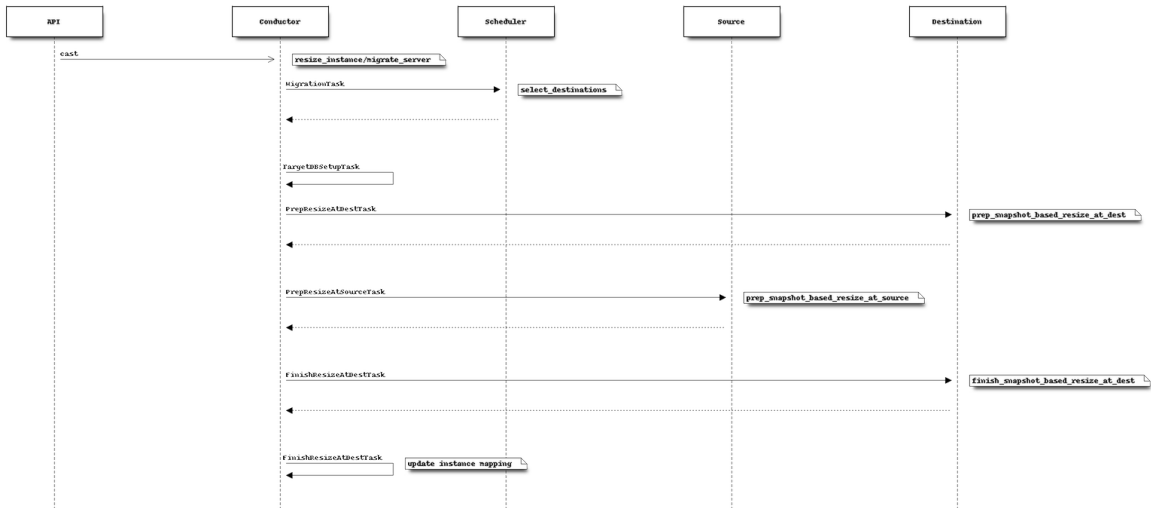 API
Conductor
Scheduler
Source
Destination
cast
resize_instance/migrate_server
MigrationTask
select_destinations
TargetDBSetupTask
PrepResizeAtDestTask
prep_snapshot_based_resize_at_dest
PrepResizeAtSourceTask
prep_snapshot_based_resize_at_source
FinishResizeAtDestTask
finish_snapshot_based_resize_at_dest
FinishResizeAtDestTask
update instance mapping